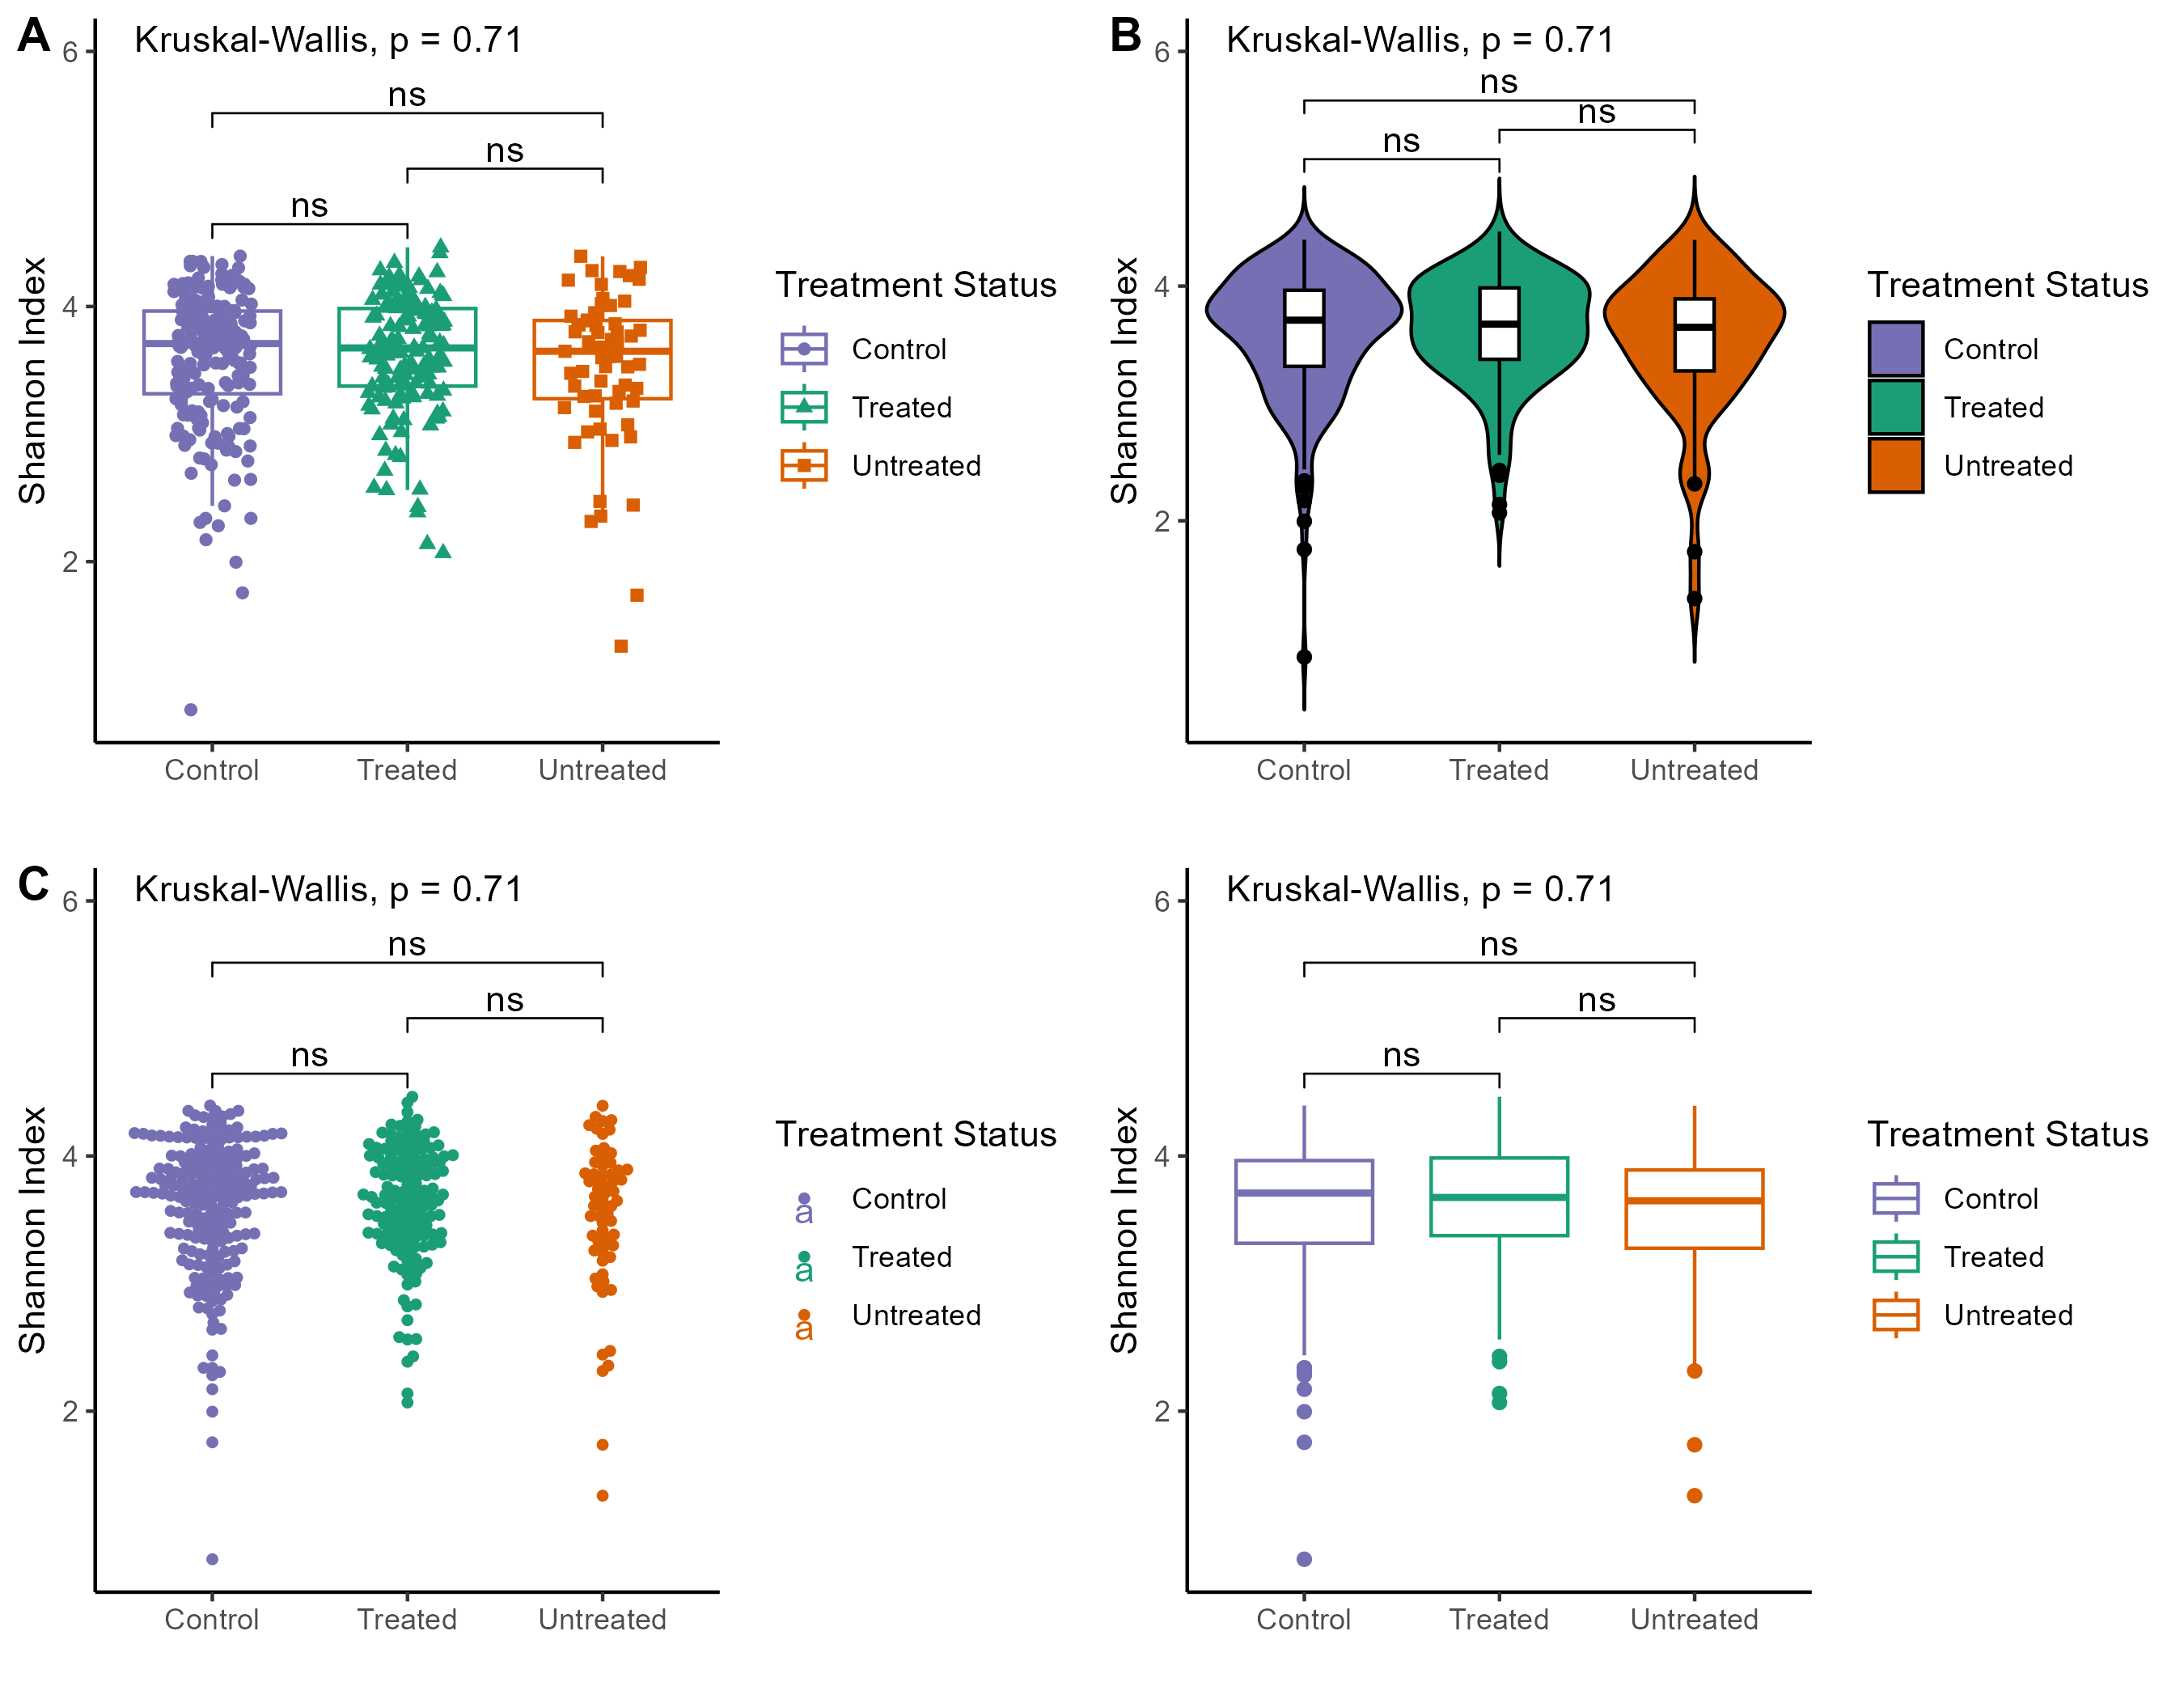 A
Kruskal-Wallis, p = 0.71
ns
ns
ns
6
4
2
Shannon Index
Control
Treated
Untreated
Treatment Status
Control
Treated
Untreated
B
Kruskal-Wallis, p = 0.71
ns
ns
ns
6
4
2
Shannon Index
Control
Treated
Untreated
Treatment Status
Control
Treated
Untreated
C
Kruskal-Wallis, p = 0.71
ns
ns
ns
6
4
2
Shannon Index
Control
Treated
Untreated
Treatment Status
a Control
a Treated
a Untreated
Kruskal-Wallis, p = 0.71
ns
ns
ns
6
4
2
Shannon Index
Control
Treated
Untreated
Treatment Status
Control
Treated
Untreated